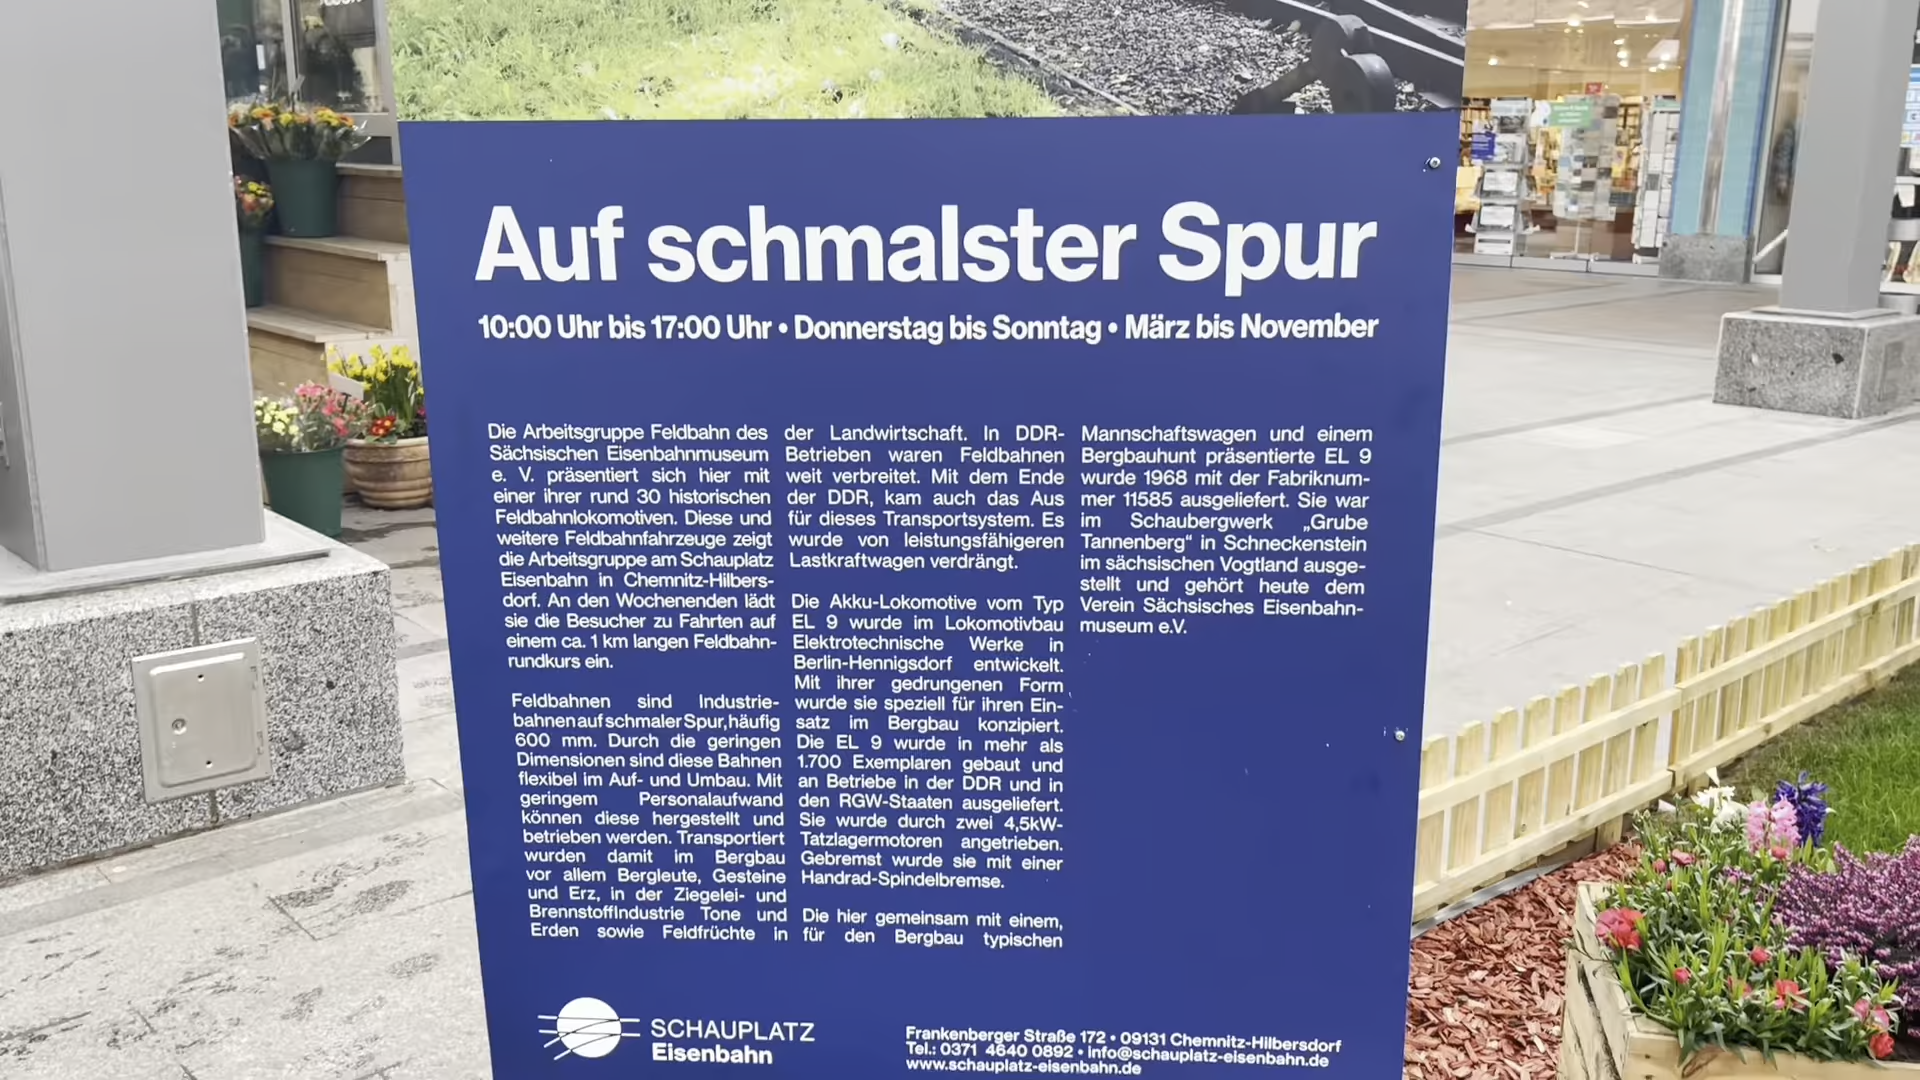 Auf schmalster Spur
10:00 Uhr bis 17:00 Uhr • Donnerstag bis Sonntag • März bis November
Die Arbeitsgruppe Feldbahn des
Sächsischen Eisenbahnmuseum
e. V. präsentiert sich hier mit
einer ihrer rund 30 historischen
Feldbahnlokomotiven. Diese und
weitere Feldbahnfahrzeuge zeigt
die Arbeitsgruppe am Schauplatz
Eisenbahn in Chemnitz-Hilbers-
dorf. An den Wochenenden lädt
sie die Besucher zu Fahrten auf
einem ca. 1 km langen Feldbahn-
rundkurs ein.
Feldbahnen sind Industrie-
bahnen auf schmaler Spur, häufig
600 mm. Durch die geringen
Dimensionen sind diese Bahnen
flexibel im Auf- und Umbau. Mit
geringem Personalaufwand
können diese hergestellt und
betrieben werden. Transportiert
wurden damit im Bergbau
vor allem Bergleute, Gesteine
und Erz, in der Ziegelei- und
BrennstoffIndustrie Tone und
Erden sowie Feldfrüchte in
der Landwirtschaft. In DDR-
Betrieben waren Feldbahnen
weit verbreitet. Mit dem Ende
der DDR, kam auch das Aus
für dieses Transportsystem. Es
wurde von leistungsfähigeren
Lastkraftwagen verdrängt.
Die Akku-Lokomotive vom Typ
EL 9 wurde im Lokomotivbau
Elektrotechnische Werke in
Berlin-Hennigsdorf entwickelt.
Mit ihrer gedrungenen Form
wurde sie speziell für ihren Ein-
satz im Bergbau konzipiert.
Die EL 9 wurde in mehr als
1.700 Exemplaren gebaut und
an Betriebe in der DDR und in
den RGW-Staaten ausgeliefert.
Sie wurde durch zwei 4,5kW-
Tatzlagermotoren angetrieben.
Gebremst wurde sie mit einer
Handrad-Spindelbremse.
Die hier gemeinsam mit einem,
für den Bergbau typischen
Mannschaftswagen und einem
Bergbauhunt präsentierte EL 9
wurde 1968 mit der Fabriknum-
mer 11585 ausgeliefert. Sie war
im Schaubergwerk „Grube
Tannenberg" in Schneckenstein
im sächsischen Vogtland ausge-
stellt und gehört heute dem
Verein Sächsisches Eisenbahn-
museum e.V.
SCHAUPLATZ
Eisenbahn
Frankenberger Straße 172 • 09131 Chemnitz-Hilbersdorf
Tel.: 0371 4640 0892 • info@schauplatz-eisenbahn.de
www.schauplatz-eisenbahn.de